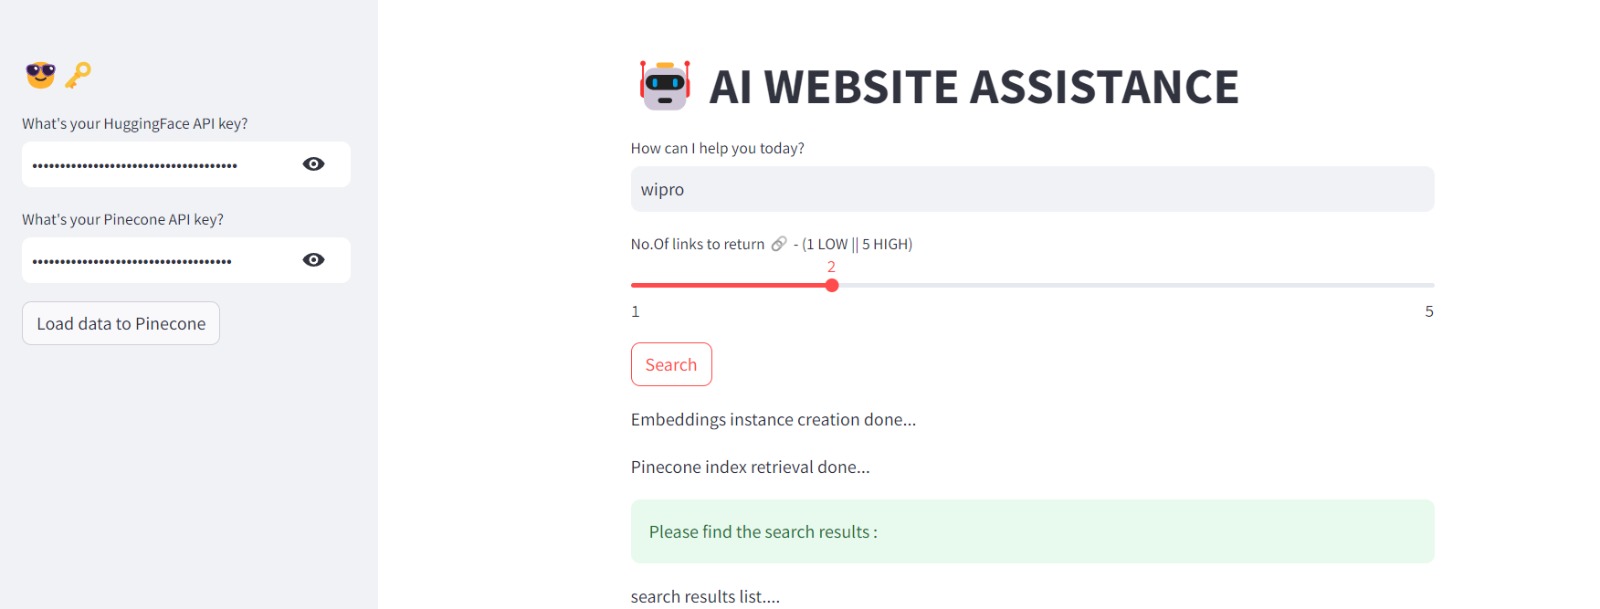 What's your HuggingFace API key?
What's your Pinecone API key?
Load data to Pinecone
AI WEBSITE ASSISTANCE
How can I help you today?
wipro
No.Of links to return 🔗 - (1 LOW || 5 HIGH)
2
1 5
Search
Embeddings instance creation done...
Pinecone index retrieval done...
Please find the search results :
search results list....